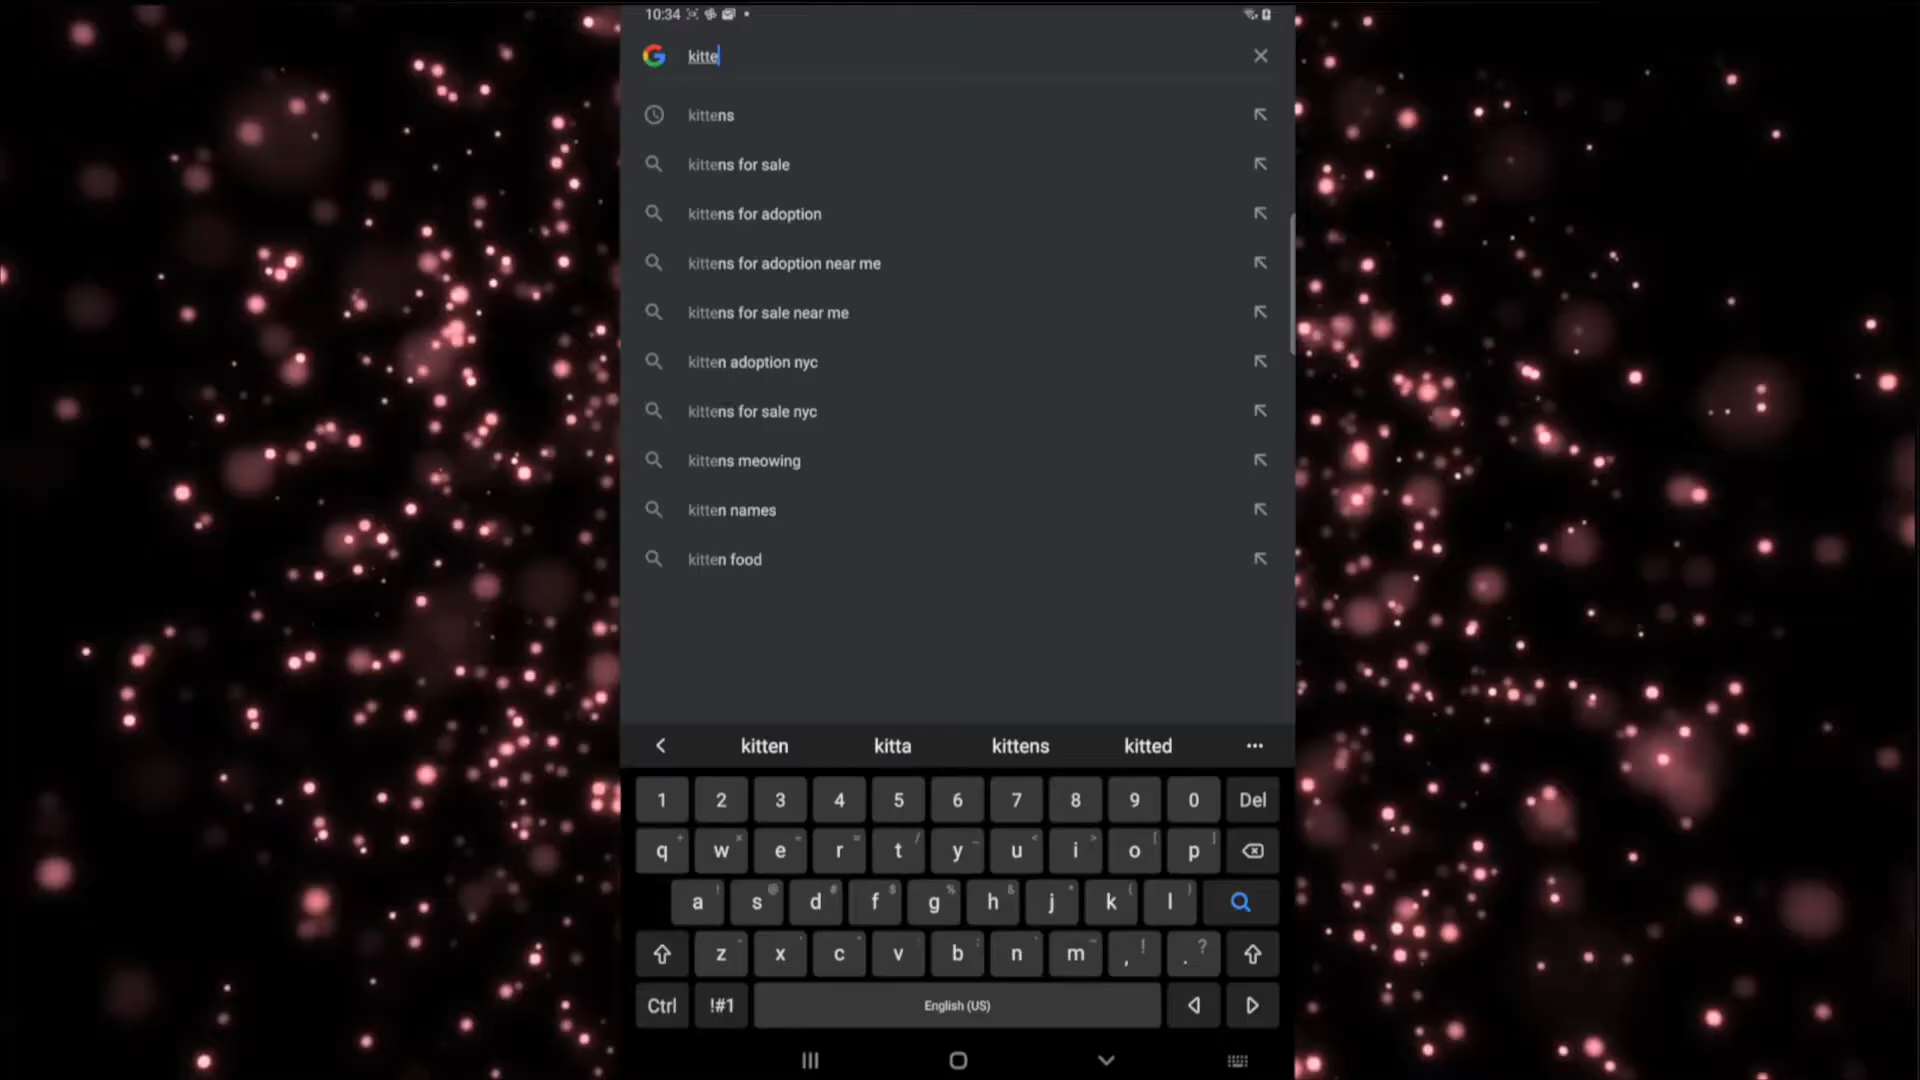 10:34
kitte
kittens
kittens for sale
kittens for adoption
kittens for adoption near me
kittens for sale near me
kitten adoption nyc
kittens for sale nyc
kittens meowing
kitten names
kitten food
kitten kitta kittens kitted
1 2 3 4 5 6 7 8 9 0 Del
q w e r t y u i o p
a s d f g h j k l
z x c v b n m , ! . ?
Ctrl !#1 English (US)